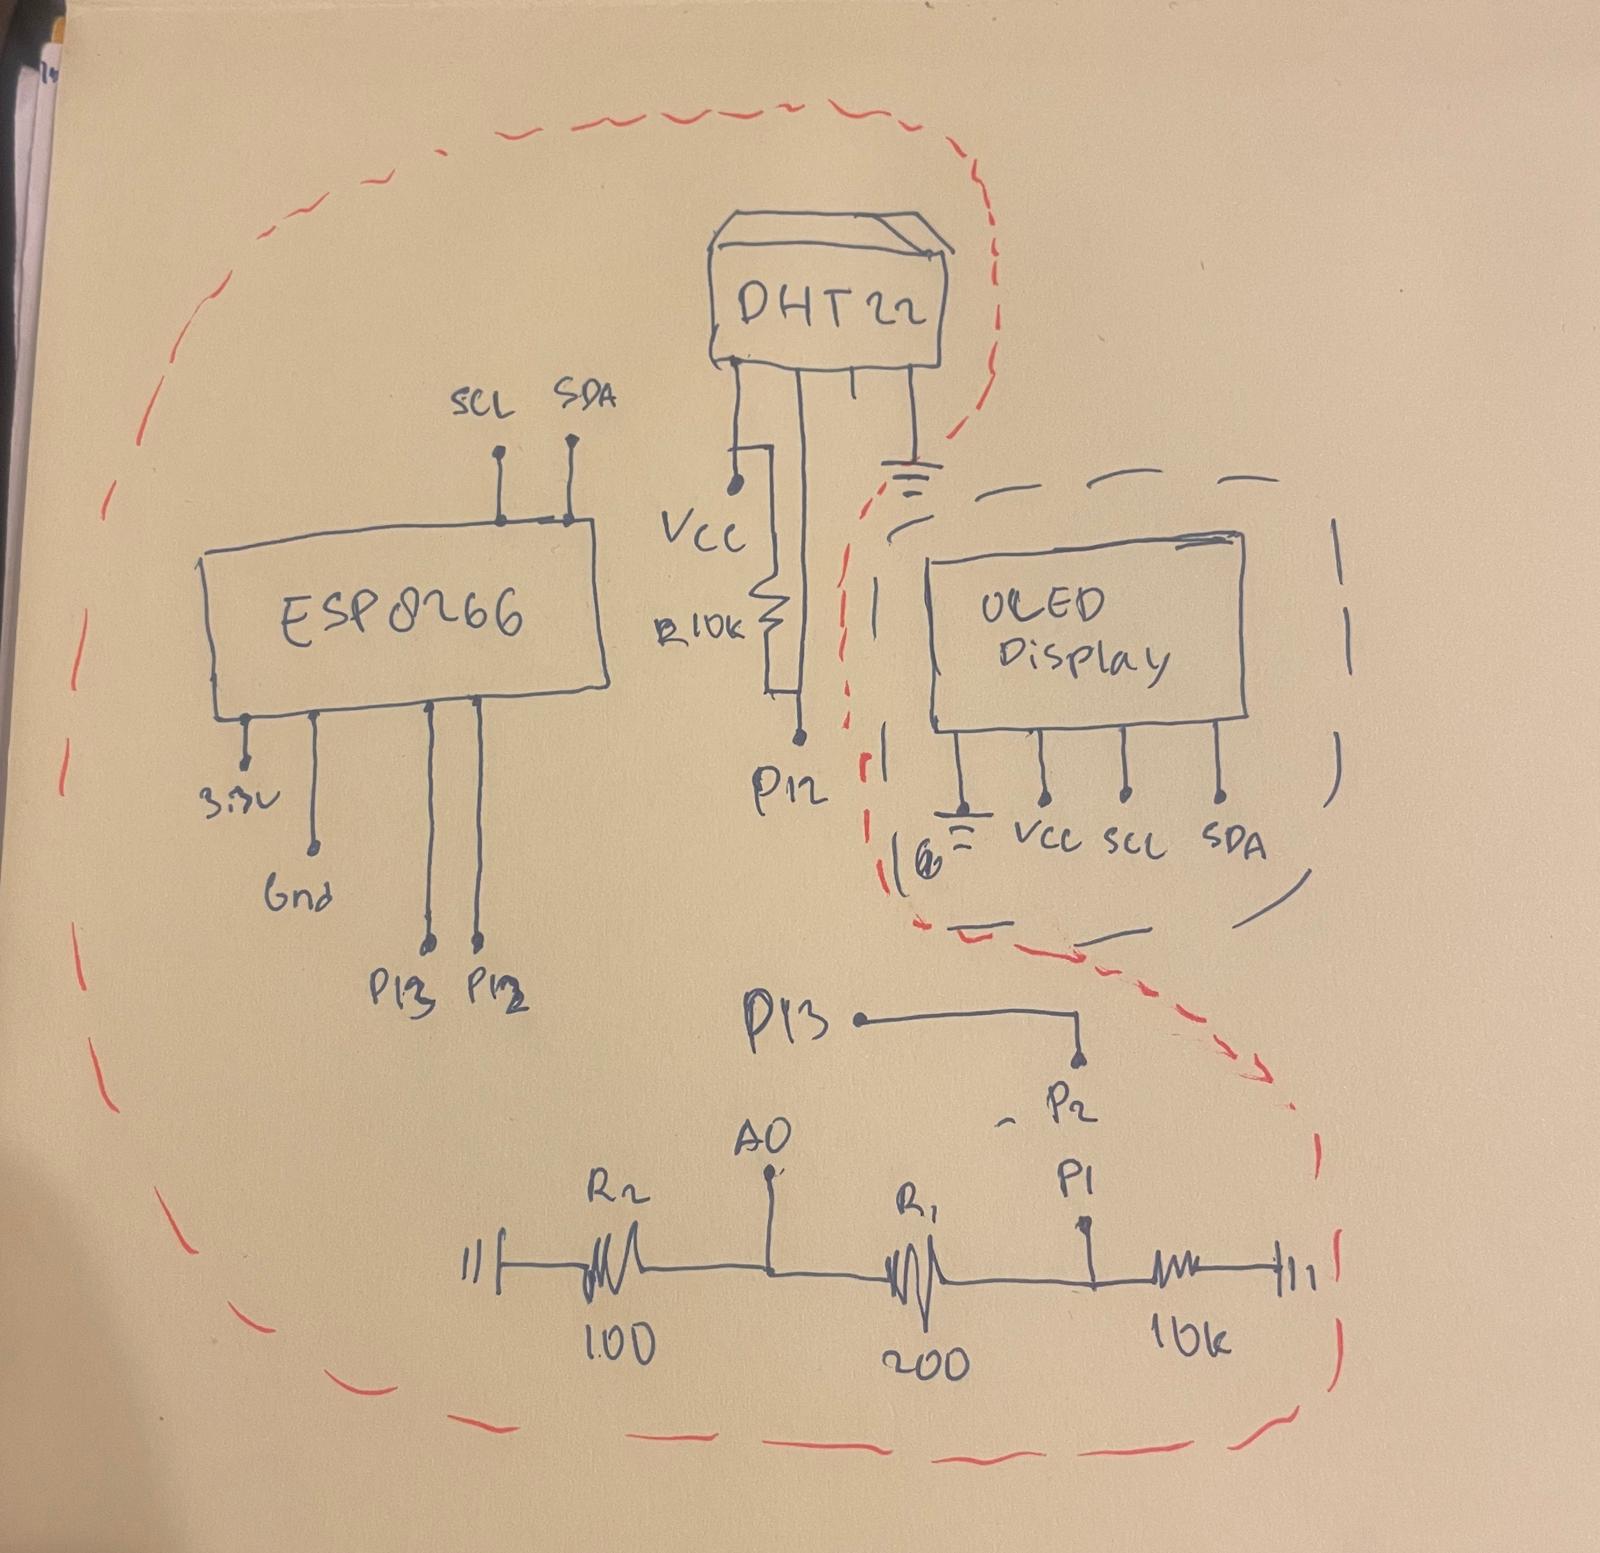 DHT22
SCL SDA
VCC
ESP8266
R10K
OLED
Display
3.3V
P12
VCC SCL SDA
Gnd
P13 P12
P13
P2
A0
P1
R2
R1
100
200
10K